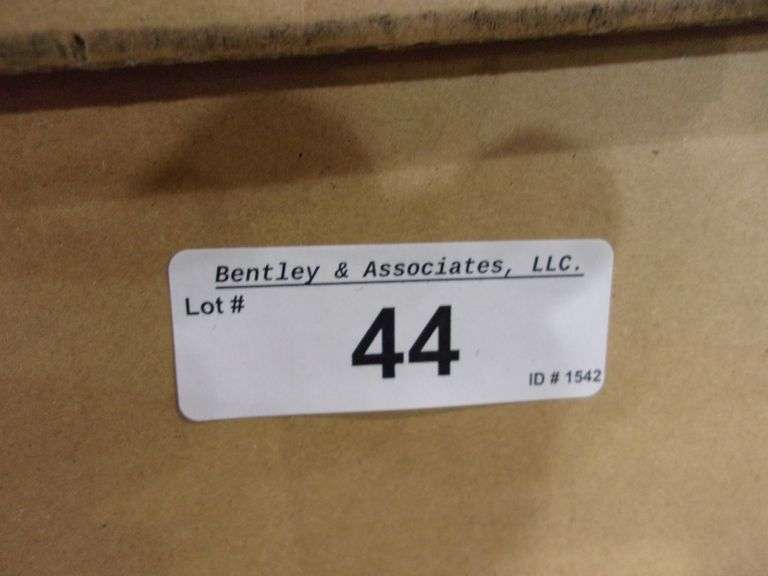 Bentley & Associates, LLC.
Lot #
44
ID # 1542